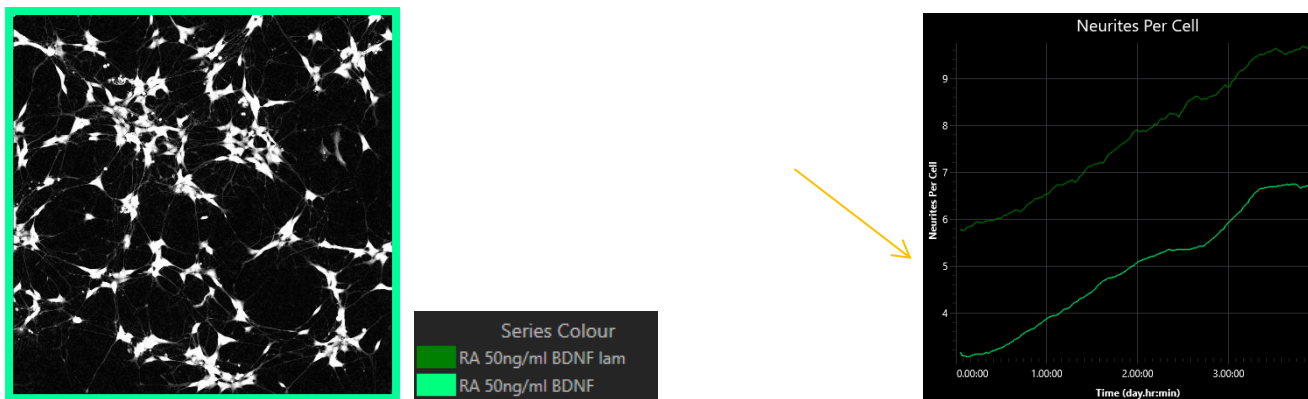 Series Colour
RA 50ng/ml BDNF lam
RA 50ng/ml BDNF
Neurites Per Cell
Neurites Per Cell
9
8
7
6
5
4
0.00:00 1.00:00 2.00:00 3.00:00
Time (day.hr:min)